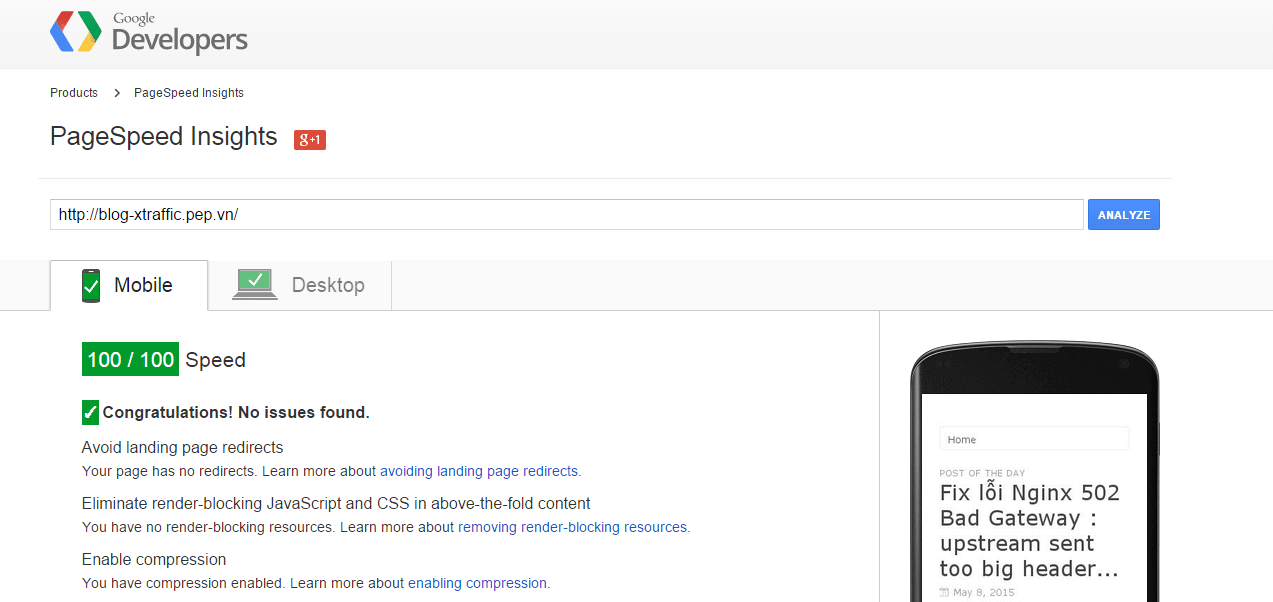 Google
Developers
Products > PageSpeed Insights
PageSpeed Insights
g+1
http://blog-xtraffic.pep.vn/
ANALYZE
Mobile
Desktop
100 / 100 Speed
Congratulations! No issues found.
Avoid landing page redirects
Your page has no redirects. Learn more about avoiding landing page redirects.
Eliminate render-blocking JavaScript and CSS in above-the-fold content
You have no render-blocking resources. Learn more about removing render-blocking resources.
Enable compression
You have compression enabled. Learn more about enabling compression.
Home
POST OF THE DAY
Fix lỗi Nginx 502
Bad Gateway :
upstream sent
too big header...
May 8, 2015